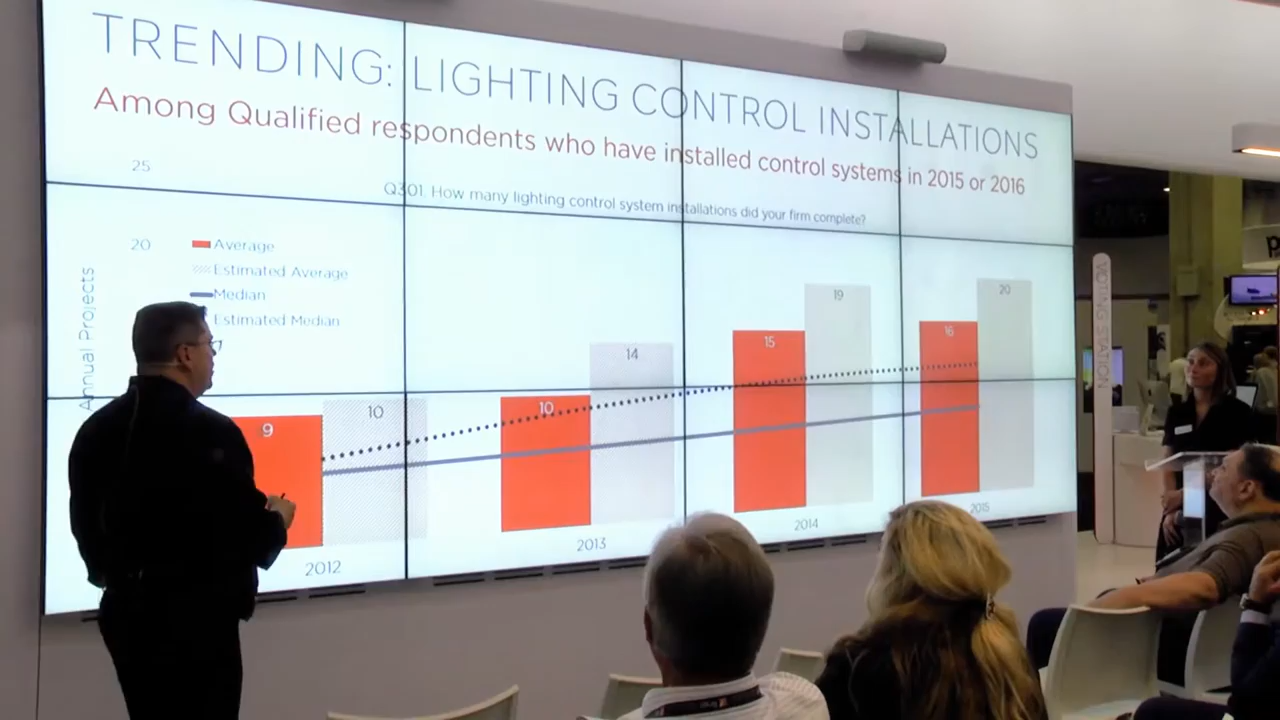 TRENDING: LIGHTING CONTROL INSTALLATIONS
Among Qualified respondents who have installed control systems in 2015 or 2016
Q301. How many lighting control system installations did your firm complete?
25
20
Annual Projects
Average
Estimated Average
Median
Estimated Median
9
10
10
14
15
19
16
20
2012
2013
2014
2015
VOTING STATION